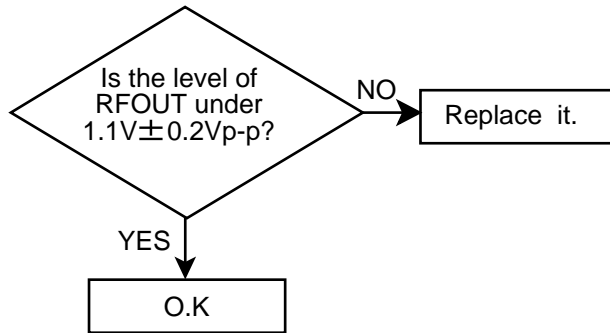 Is the level of
RFOUT under
1.1V±0.2Vp-p?
NO
Replace it.
YES
O.K